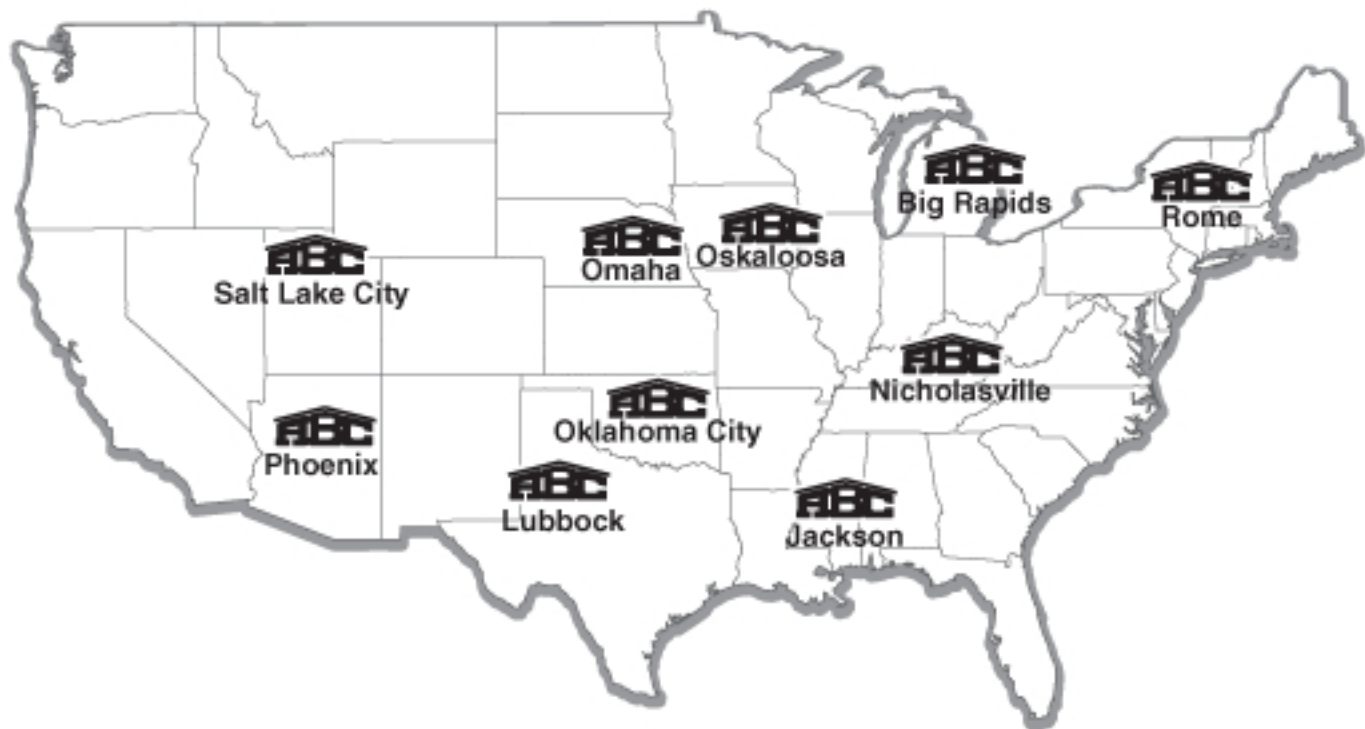 ABC
Big Rapids
ABC
Rome
ABC
Omaha
ABC
Oskaloosa
ABC
Salt Lake City
ABC
Nicholasville
ABC
Oklahoma City
ABC
Phoenix
ABC
Lubbock
ABC
Jackson